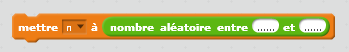 mettre n à nombre aléatoire entre ...... et ......